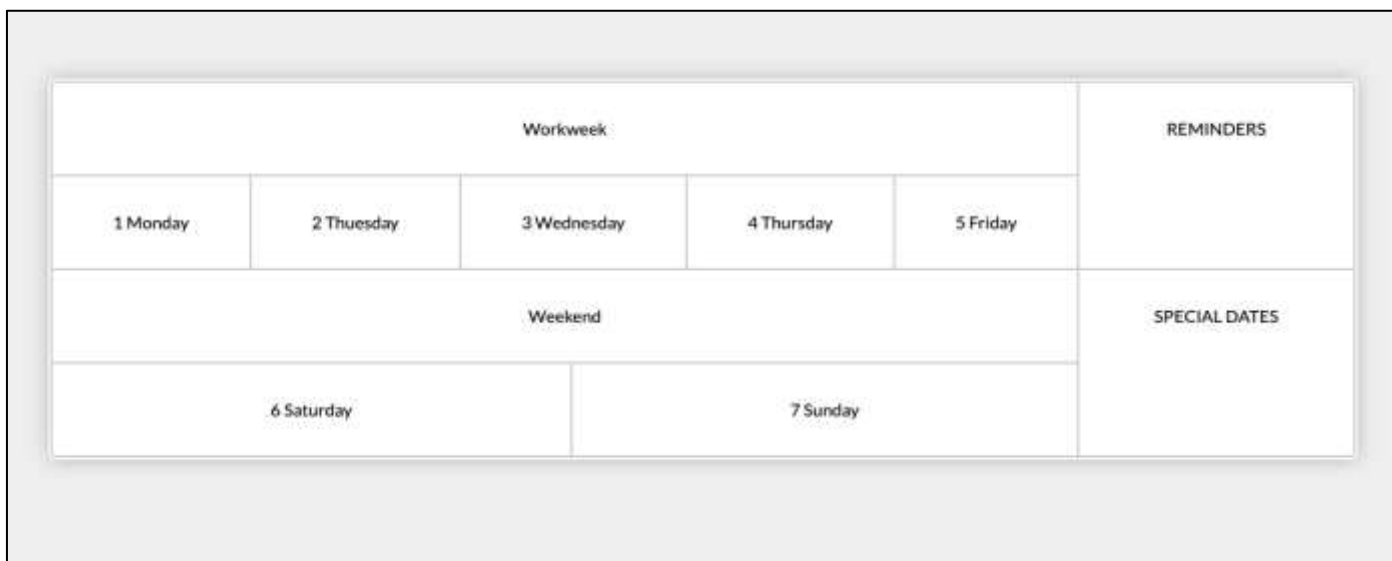 Workweek
REMINDERS
1 Monday
2 Thuesday
3 Wednesday
4 Thursday
5 Friday
Weekend
SPECIAL DATES
6 Saturday
7 Sunday